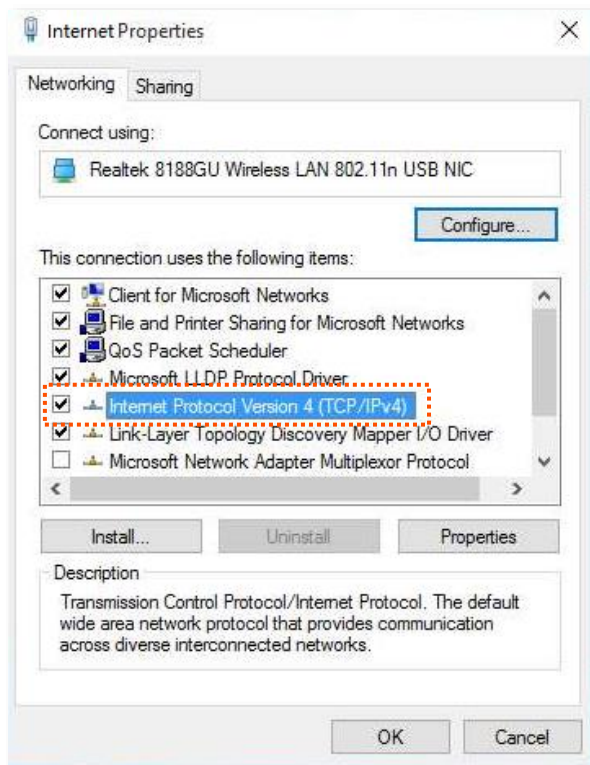 Internet Properties
Networking
Sharing
Connect using:
Realtek 8188GU Wireless LAN 802.11n USB NIC
Configure...
This connection uses the following items:
Client for Microsoft Networks
File and Printer Sharing for Microsoft Networks
QoS Packet Scheduler
Microsoft LLDP Protocol Driver
Internet Protocol Version 4 (TCP/IPv4)
Link-Layer Topology Discovery Mapper I/O Driver
Microsoft Network Adapter Multiplexor Protocol
Install...
Uninstall
Properties
Description
Transmission Control Protocol/Internet Protocol. The default
wide area network protocol that provides communication
across diverse interconnected networks.
OK
Cancel